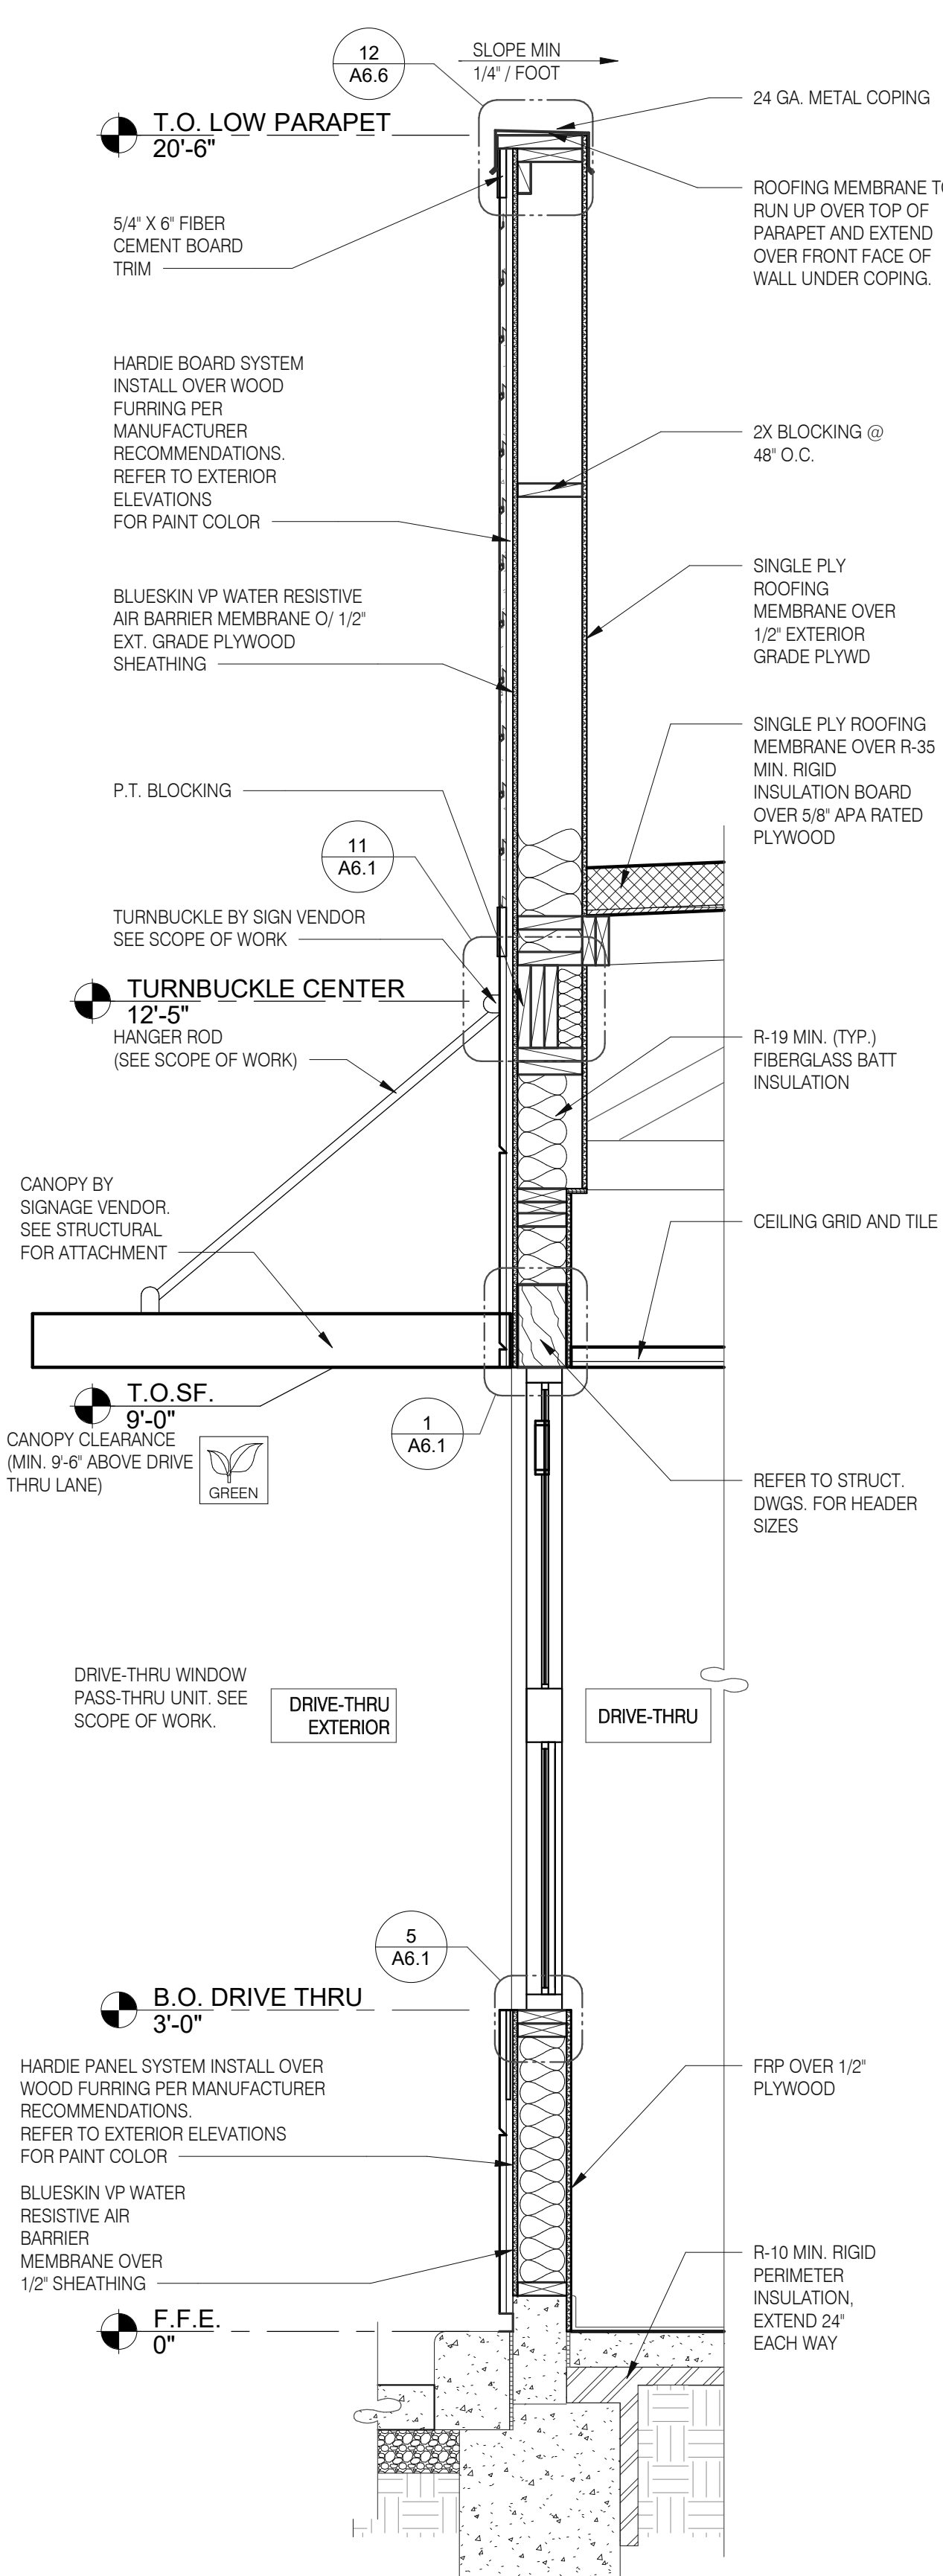 12
A6.6
SLOPE MIN
1/4" / FOOT
24 GA. METAL COPING
T.O. LOW PARAPET
20'-6"
ROOFING MEMBRANE TO
RUN UP OVER TOP OF
PARAPET AND EXTEND
OVER FRONT FACE OF
WALL UNDER COPING.
5/4" X 6" FIBER
CEMENT BOARD
TRIM
HARDIE BOARD SYSTEM
INSTALL OVER WOOD
FURRING PER
MANUFACTURER
RECOMMENDATIONS.
REFER TO EXTERIOR
ELEVATIONS
FOR PAINT COLOR
2X BLOCKING @
48" O.C.
SINGLE PLY
ROOFING
MEMBRANE OVER
1/2" EXTERIOR
GRADE PLYWD
BLUESKIN VP WATER RESISTIVE
AIR BARRIER MEMBRANE O/ 1/2"
EXT. GRADE PLYWOOD
SHEATHING
SINGLE PLY ROOFING
MEMBRANE OVER R-35
MIN. RIGID
INSULATION BOARD
OVER 5/8" APA RATED
PLYWOOD
P.T. BLOCKING
11
A6.1
TURNBUCKLE BY SIGN VENDOR
SEE SCOPE OF WORK
TURNBUCKLE CENTER
12'-5"
HANGER ROD
(SEE SCOPE OF WORK)
R-19 MIN. (TYP.)
FIBERGLASS BATT
INSULATION
CANOPY BY
SIGNAGE VENDOR.
SEE STRUCTURAL
FOR ATTACHMENT
CEILING GRID AND TILE
T.O.SF.
9'-0"
CANOPY CLEARANCE
(MIN. 9'-6" ABOVE DRIVE
THRU LANE)
GREEN
1
A6.1
REFER TO STRUCT.
DWGS. FOR HEADER
SIZES
DRIVE-THRU WINDOW
PASS-THRU UNIT. SEE
SCOPE OF WORK.
DRIVE-THRU
EXTERIOR
DRIVE-THRU
5
A6.1
B.O. DRIVE THRU
3'-0"
HARDIE PANEL SYSTEM INSTALL OVER
WOOD FURRING PER MANUFACTURER
RECOMMENDATIONS.
REFER TO EXTERIOR ELEVATIONS
FOR PAINT COLOR
FRP OVER 1/2"
PLYWOOD
BLUESKIN VP WATER
RESISTIVE AIR
BARRIER
MEMBRANE OVER
1/2" SHEATHING
R-10 MIN. RIGID
PERIMETER
INSULATION,
EXTEND 24"
EACH WAY
F.F.E.
0"